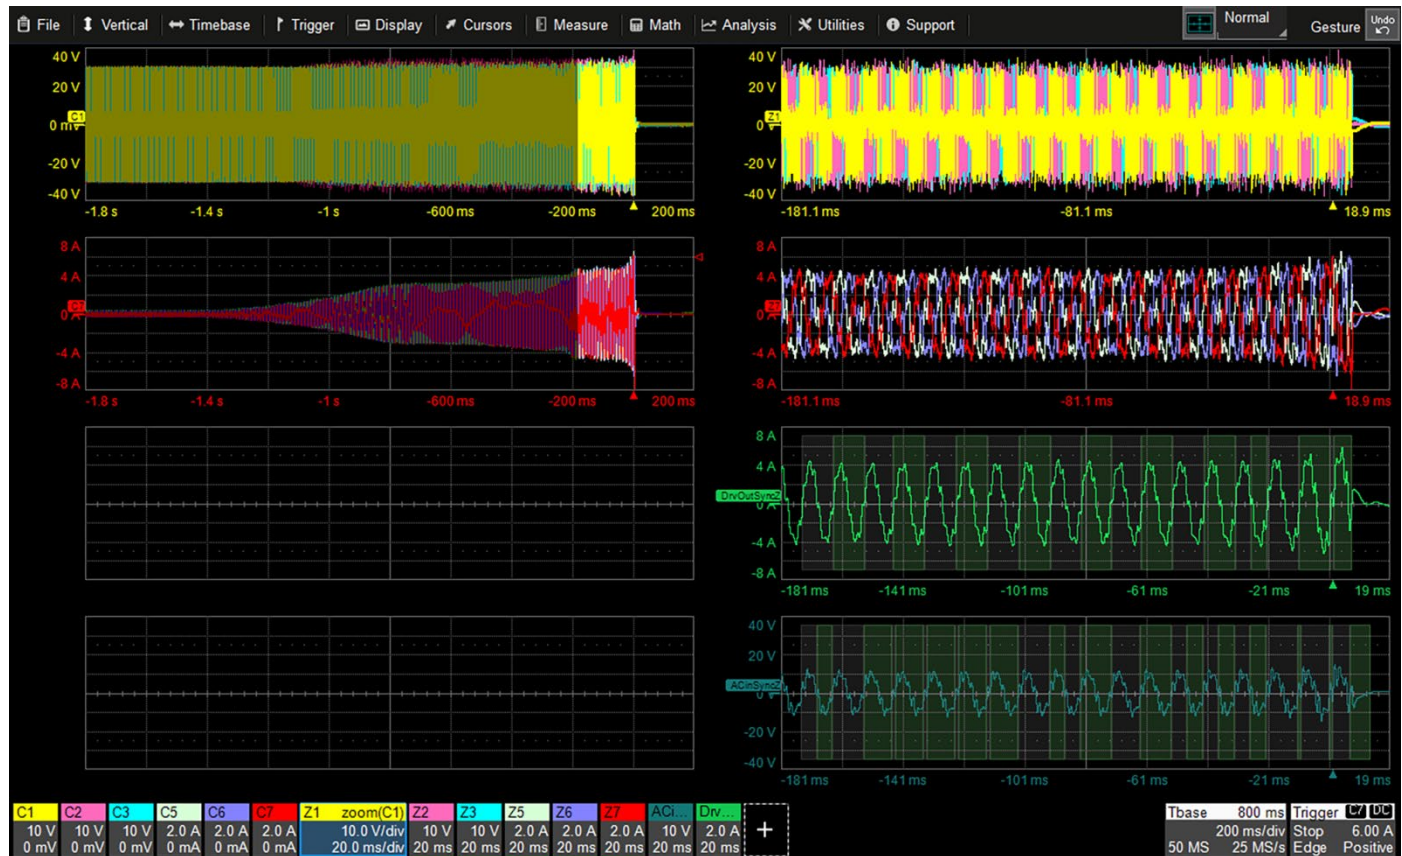 File Vertical Timebase Trigger Display Cursors Measure Math Analysis Utilities Support Normal Gesture Undo
40 V
20 V
C1
0 mV
-20 V
-40 V
-1.8 s -1.4 s -1 s -600 ms -200 ms 200 ms
40 V
20 V
Z1
0 V
-20 V
-40 V
-181.1 ms -81.1 ms 18.9 ms
8 A
4 A
C7
0 A
-4 A
-8 A
-1.8 s -1.4 s -1 s -600 ms -200 ms 200 ms
8 A
4 A
Z7
0 A
-4 A
-8 A
-181.1 ms -81.1 ms 18.9 ms
8 A
4 A
DrvOutSyncZ
0 A
-4 A
-8 A
-181 ms -141 ms -101 ms -61 ms -21 ms 19 ms
40 V
20 V
ACinSyncZ
0 V
-20 V
-40 V
-181 ms -141 ms -101 ms -61 ms -21 ms 19 ms
C1 C2 C3 C5 C6 C7 Z1 zoom(C1) Z2 Z3 Z5 Z6 Z7 ACi... Drv... Tbase 800 ms Trigger C7 DC
10 V 10 V 10 V 2.0 A 2.0 A 2.0 A 10.0 V/div 10 V 10 V 2.0 A 2.0 A 2.0 A 10 V 2.0 A + 200 ms/div Stop 6.00 A
0 mV 0 mV 0 mV 0 mA 0 mA 0 mA 20.0 ms/div 20 ms 20 ms 20 ms 20 ms 20 ms 20 ms 20 ms 50 MS 25 MS/s Edge Positive